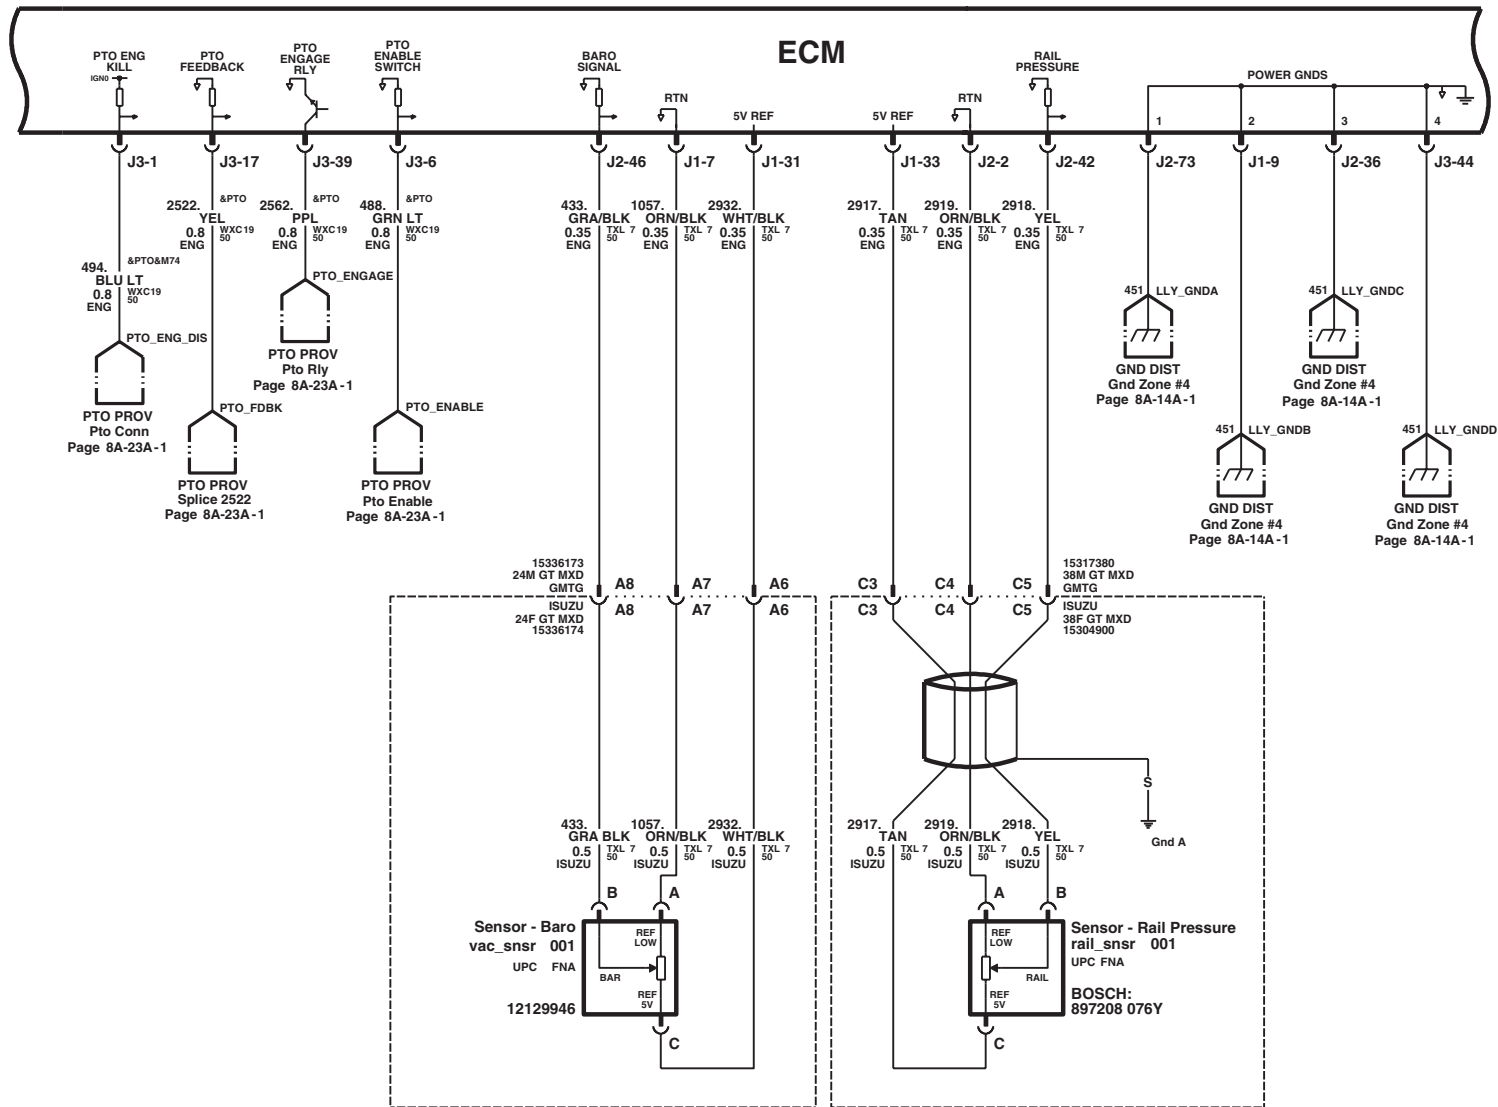 ECM
PTO ENG
KILL
IGN0
PTO
FEEDBACK
PTO
ENGAGE
RLY
PTO
ENABLE
SWITCH
BARO
SIGNAL
RTN
5V REF
5V REF
RTN
RAIL
PRESSURE
POWER GNDS
1
2
3
4
J3-1
J3-17
J3-39
J3-6
J2-46
J1-7
J1-31
J1-33
J2-2
J2-42
J2-73
J1-9
J2-36
J3-44
494.
&PTO&M74
BLU LT
0.8
WXC19
50
ENG
PTO_ENG_DIS
PTO PROV
Pto Conn
Page 8A-23A-1
2522.
&PTO
YEL
0.8
WXC19
50
ENG
PTO_FDBK
PTO PROV
Splice 2522
Page 8A-23A-1
2562.
&PTO
PPL
0.8
WXC19
50
ENG
PTO_ENGAGE
PTO PROV
Pto Rly
Page 8A-23A-1
488.
&PTO
GRN LT
0.8
WXC19
50
ENG
PTO_ENABLE
PTO PROV
Pto Enable
Page 8A-23A-1
433.
GRA/BLK
0.35
TXL 7
50
ENG
1057.
ORN/BLK
0.35
TXL 7
50
ENG
2932.
WHT/BLK
0.35
TXL 7
50
ENG
2917.
TAN
0.35
TXL 7
50
ENG
2919.
ORN/BLK
0.35
TXL 7
50
ENG
2918.
YEL
0.35
TXL 7
50
ENG
451
LLY_GNDA
GND DIST
Gnd Zone #4
Page 8A-14A-1
451
LLY_GNDB
GND DIST
Gnd Zone #4
Page 8A-14A-1
451
LLY_GNDC
GND DIST
Gnd Zone #4
Page 8A-14A-1
451
LLY_GNDD
GND DIST
Gnd Zone #4
Page 8A-14A-1
15336173
24M GT MXD
GMTG
A8
A7
A6
ISUZU
24F GT MXD
15336174
A8
A7
A6
C3
C4
C5
15317380
38M GT MXD
GMTG
C3
C4
C5
ISUZU
38F GT MXD
15304900
S
Gnd A
433.
GRA BLK
0.5
TXL 7
50
ISUZU
1057.
ORN/BLK
0.5
TXL 7
50
ISUZU
2932.
WHT/BLK
0.5
TXL 7
50
ISUZU
2917.
TAN
0.5
TXL 7
50
ISUZU
2919.
ORN/BLK
0.5
TXL 7
50
ISUZU
2918.
YEL
0.5
TXL 7
50
ISUZU
B
A
Sensor - Baro
vac_snsr 001
UPC FNA
12129946
REF
LOW
BAR
REF
5V
C
A
B
REF
LOW
RAIL
REF
5V
C
Sensor - Rail Pressure
rail_snsr 001
UPC FNA
BOSCH:
897208 076Y